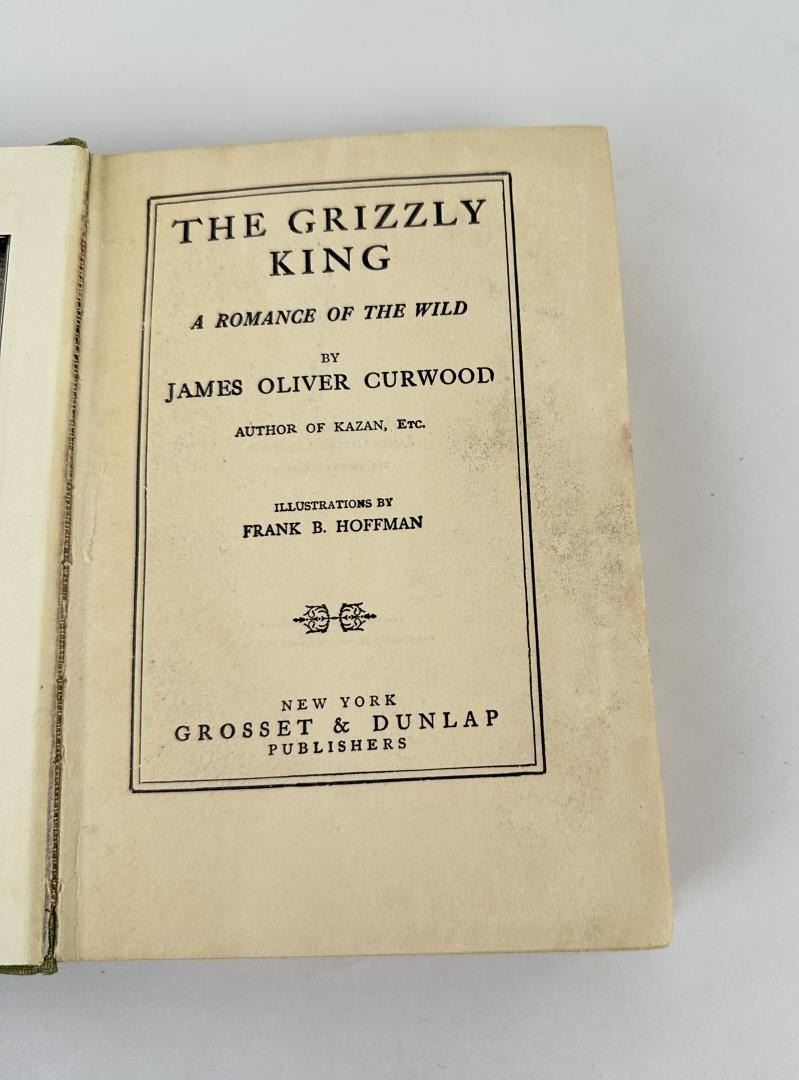 THE GRIZZLY
KING
A ROMANCE OF THE WILD
BY
JAMES OLIVER CURWOOD
AUTHOR OF KAZAN, ETC.
ILLUSTRATIONS BY
FRANK B. HOFFMAN
NEW YORK
GROSSET & DUNLAP
PUBLISHERS